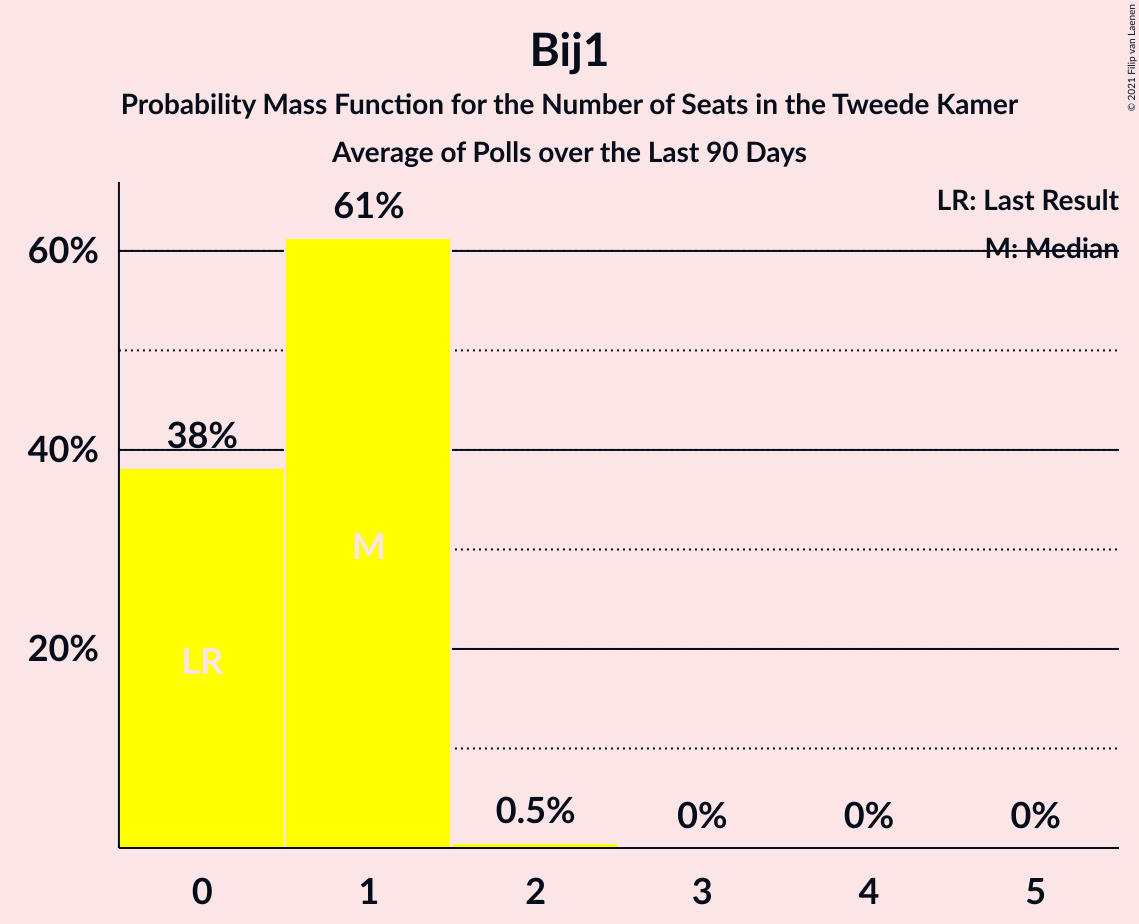 Bij1
Probability Mass Function for the Number of Seats in the Tweede Kamer
Average of Polls over the Last 90 Days
© 2021 Filip van Laenen
LR: Last Result
M: Median
61%
60%
38%
40%
M
20%
LR
0.5%
0%
0%
0%
0
1
2
3
4
5